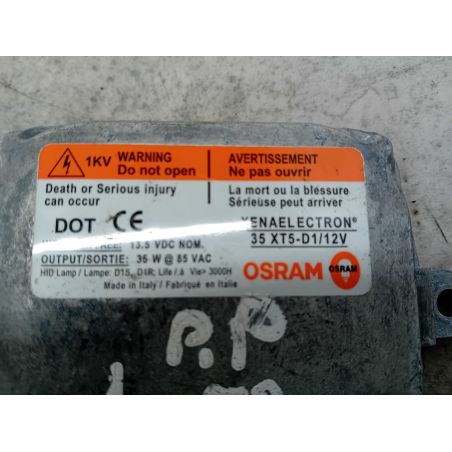 1KV WARNING
Do not open
AVERTISSEMENT
Ne pas ouvrir
Death or Serious injury
can occur
La mort ou la bléssure
Sérieuse peut arriver
DOT CE
XENAELECTRON®
35 XT5-D1/12V
13.5 VDC NOM.
OUTPUT/SORTIE: 35 W @ 85 VAC
HID Lamp / Lampe: D1S, D1R; Life / Vie> 3000H
Made in Italy / Fabriqué en Italie
OSRAM OSRAM
P.P